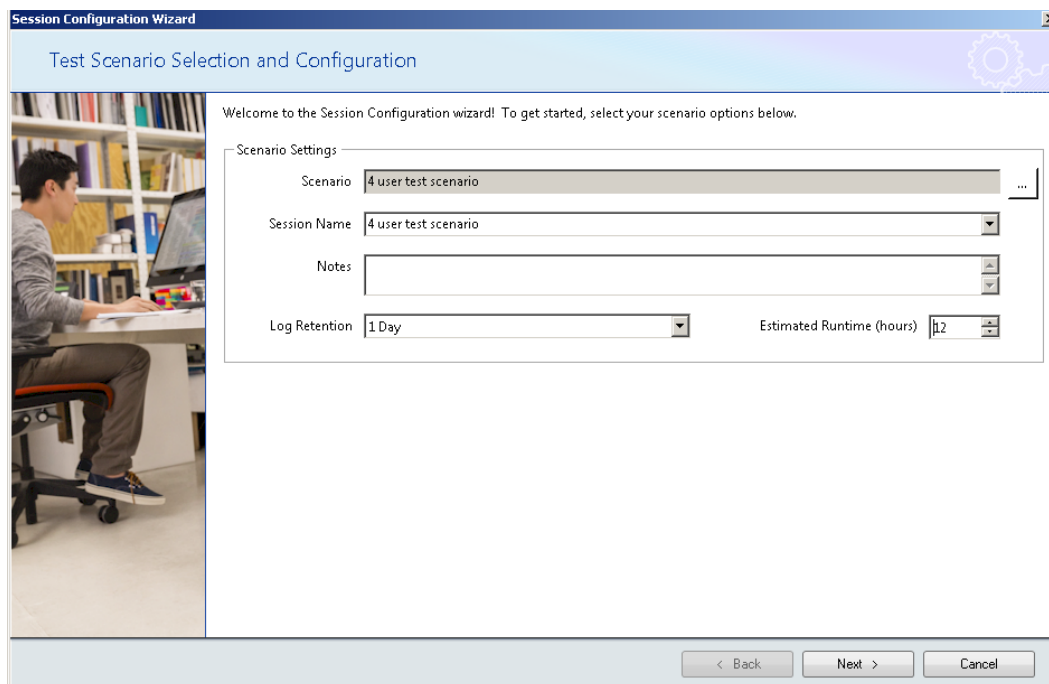 Session Configuration Wizard
Test Scenario Selection and Configuration
Welcome to the Session Configuration wizard! To get started, select your scenario options below.
Scenario Settings
Scenario 4 user test scenario ...
Session Name 4 user test scenario
Notes
Log Retention 1 Day Estimated Runtime (hours) 12
< Back Next > Cancel